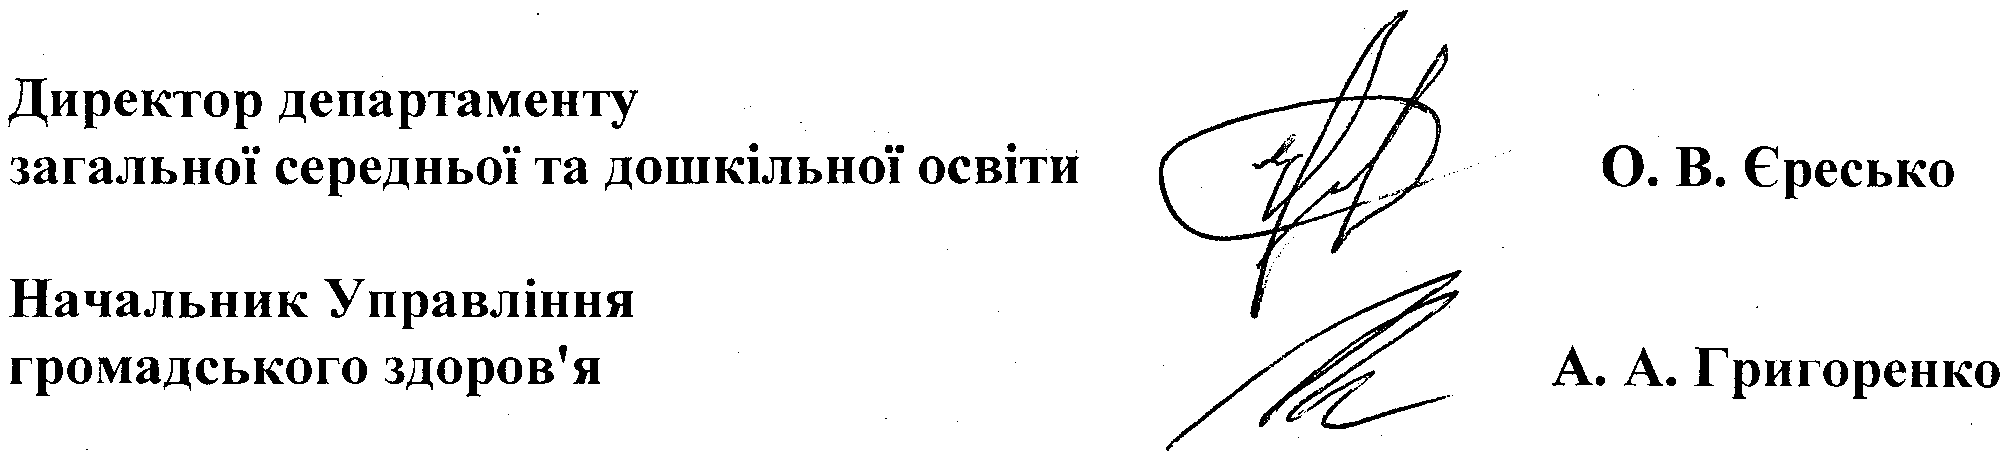 Директор департаменту
загальної середньої та дошкільної освіти О. В. Єресько
Начальник Управління
громадського здоров'я А. А. Григоренко